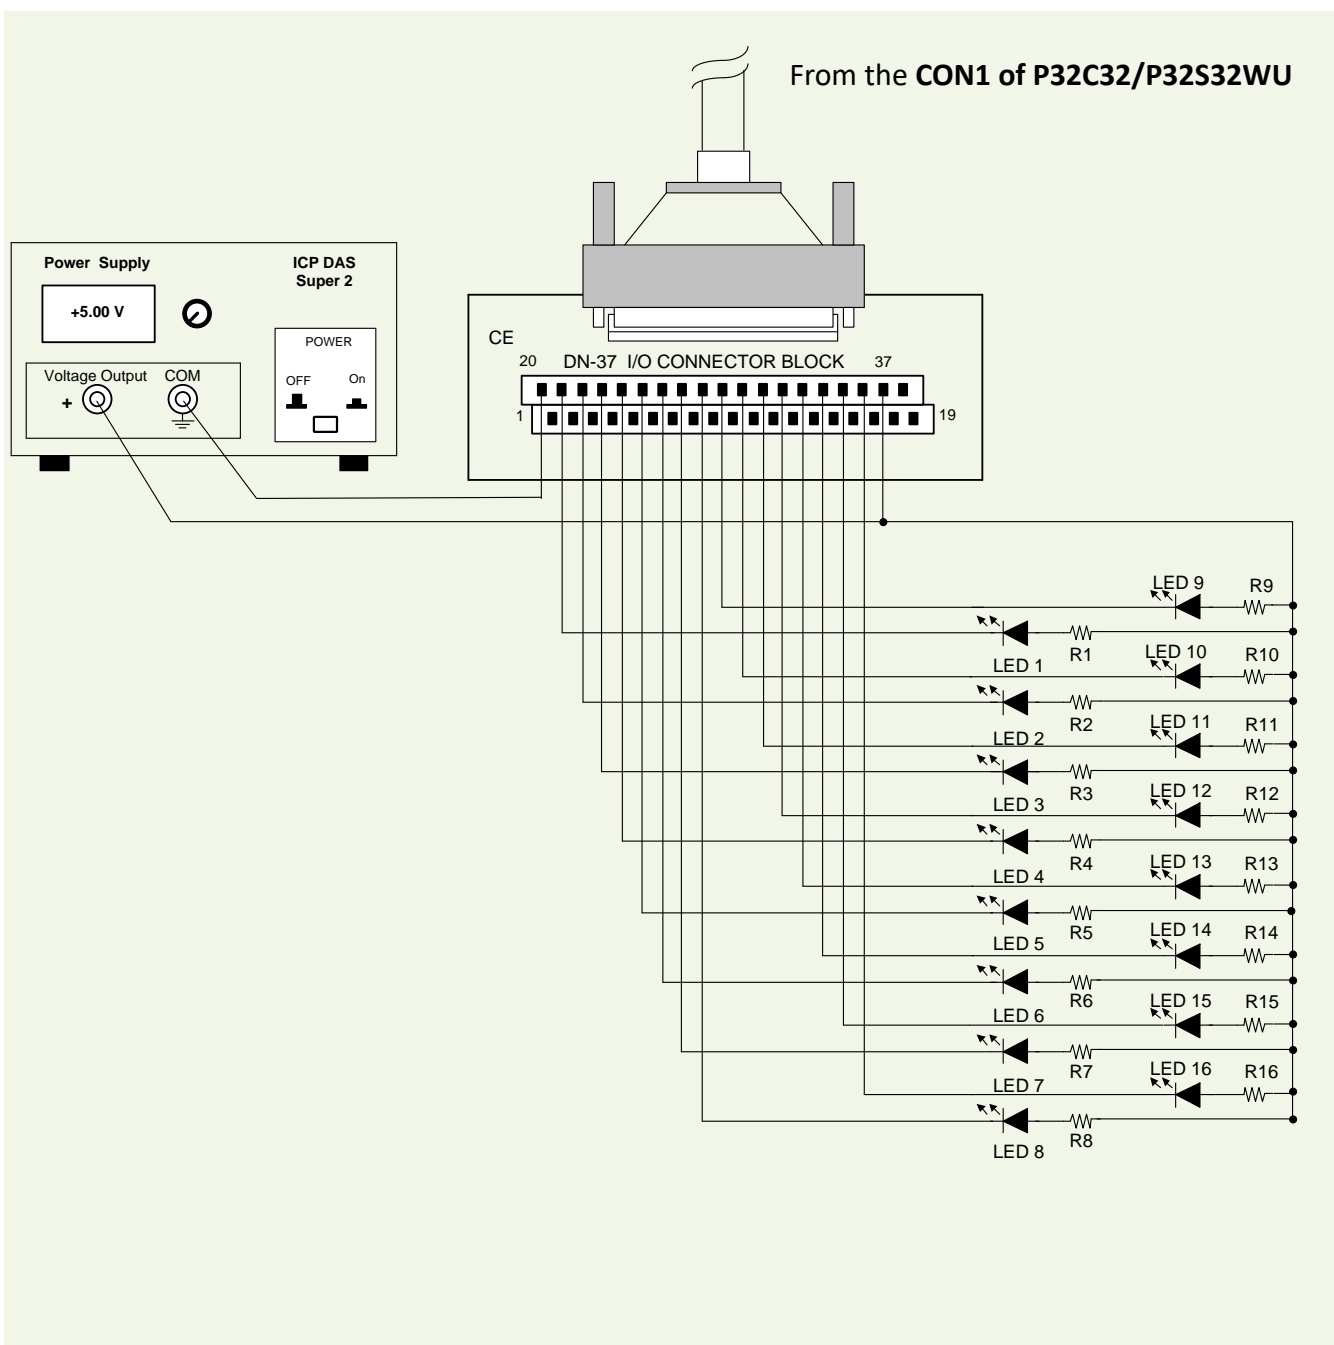 From the CON1 of P32C32/P32S32WU
Power Supply
ICP DAS
Super 2
+5.00 V
POWER
OFF
On
Voltage Output
COM
+
CE
20
DN-37 I/O CONNECTOR BLOCK
37
1
19
LED 9
R9
R1
LED 1
LED 10
R10
R2
LED 2
LED 11
R11
R3
LED 3
LED 12
R12
R4
LED 4
LED 13
R13
R5
LED 5
LED 14
R14
R6
LED 6
LED 15
R15
R7
LED 7
LED 16
R16
R8
LED 8